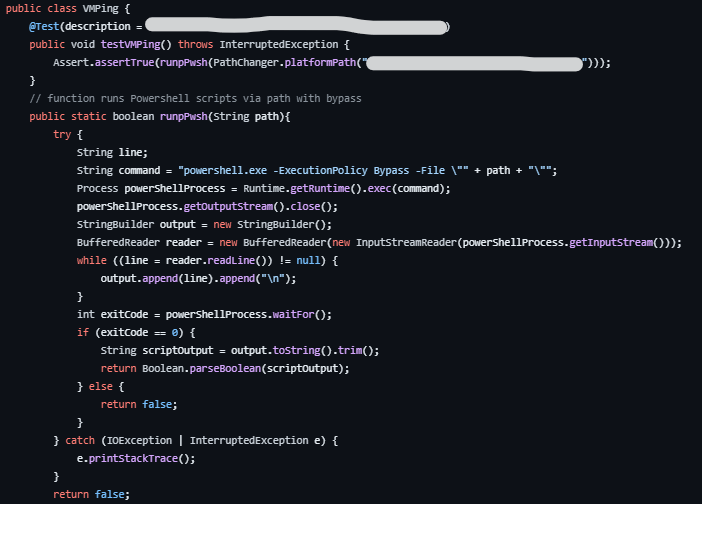 public class VMPing {
@Test(description = )
public void testVMPing() throws InterruptedException {
Assert.assertTrue(runpPwsh(PathChanger.platformPath("")));
}
// function runs Powershell scripts via path with bypass
public static boolean runpPwsh(String path){
try {
String line;
String command = "powershell.exe -ExecutionPolicy Bypass -File \"" + path + "\"";
Process powerShellProcess = Runtime.getRuntime().exec(command);
powerShellProcess.getOutputStream().close();
StringBuilder output = new StringBuilder();
BufferedReader reader = new BufferedReader(new InputStreamReader(powerShellProcess.getInputStream()));
while ((line = reader.readLine()) != null) {
output.append(line).append("\n");
}
int exitCode = powerShellProcess.waitFor();
if (exitCode == 0) {
String scriptOutput = output.toString().trim();
return Boolean.parseBoolean(scriptOutput);
} else {
return false;
}
} catch (IOException | InterruptedException e) {
e.printStackTrace();
}
return false;